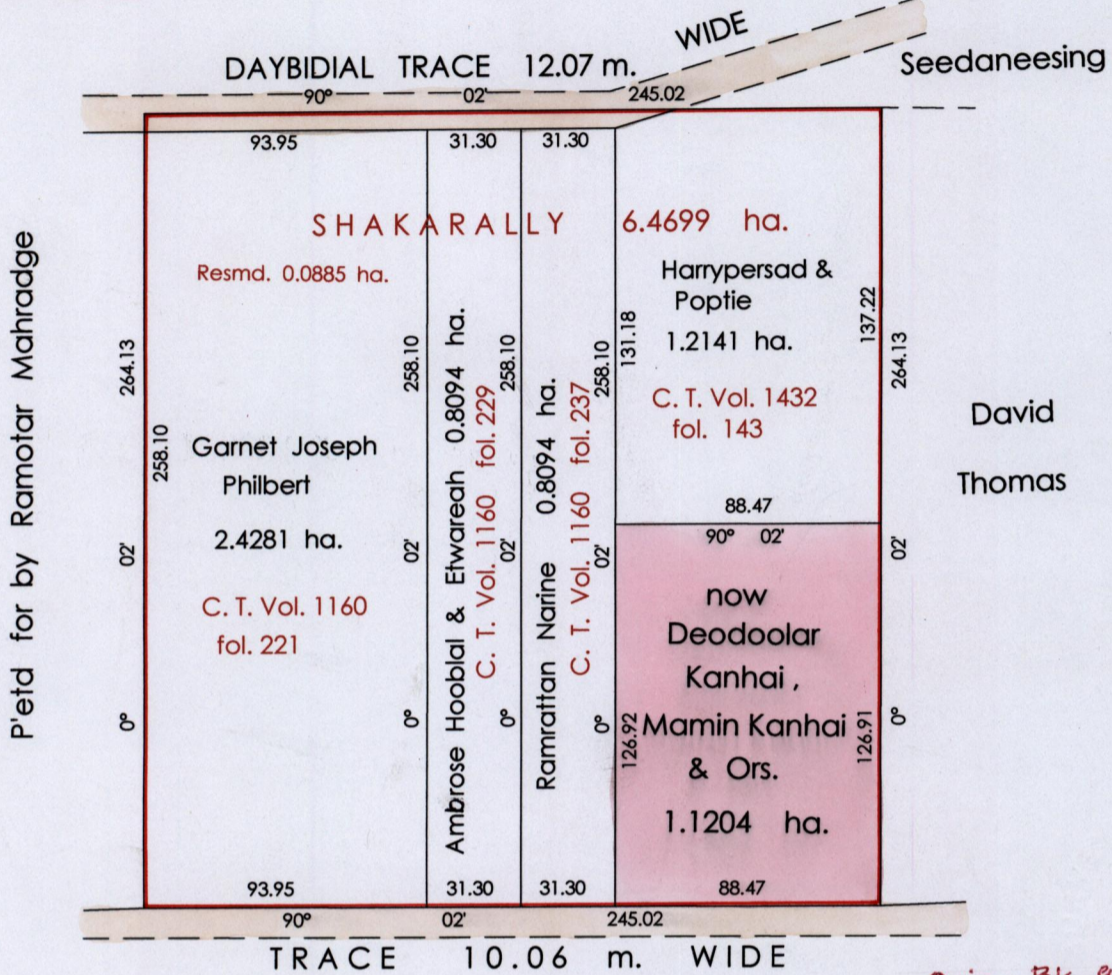 WIDE
DAYBIDIAL TRACE 12.07 m.
Seedaneesing
90° 02' 245.02
93.95 31.30 31.30
SHAKARALLY 6.4699 ha.
Resmd. 0.0885 ha.
Harrypersad &
Poptie
1.2141 ha.
C. T. Vol. 1432
fol. 143
131.18
137.22
88.47
P'etd for by Ramotar Mahradge
264.13
02'
0°
258.10
Garnet Joseph
Philbert
2.4281 ha.
C. T. Vol. 1160
fol. 221
258.10
02'
0°
Ambrose Hooblal & Etwareah 0.8094 ha.
C. T. Vol. 1160 fol. 229
258.10
02'
0°
Ramrattan Narine 0.8094 ha.
C. T. Vol. 1160 fol. 237
258.10
02'
0°
264.13
02'
0°
David
Thomas
90° 02'
now
Deodoolar
Kanhai ,
Mamin Kanhai
& Ors.
1.1204 ha.
126.92
126.91
93.95 31.30 31.30 88.47
90° 02' 245.02
TRACE 10.06 m. WIDE